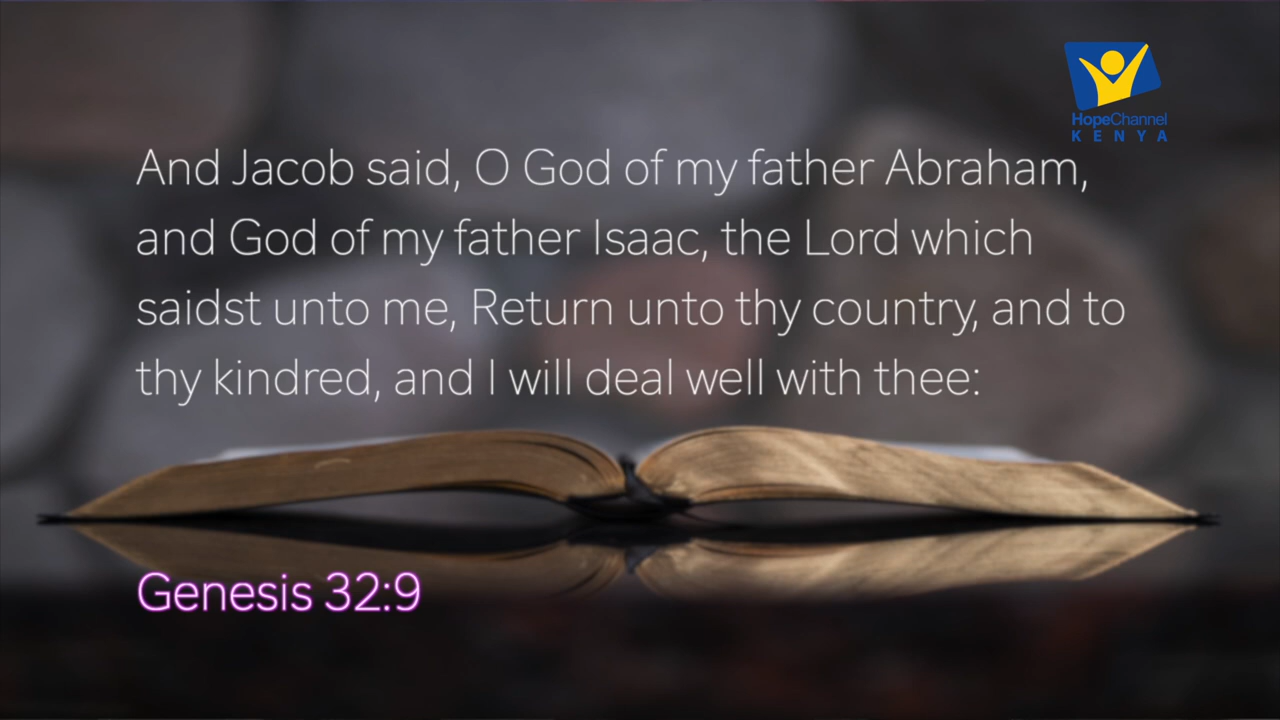 HopeChannel
KENYA
And Jacob said, O God of my father Abraham,
and God of my father Isaac, the Lord which
saidst unto me, Return unto thy country, and to
thy kindred, and I will deal well with thee:
Genesis 32:9